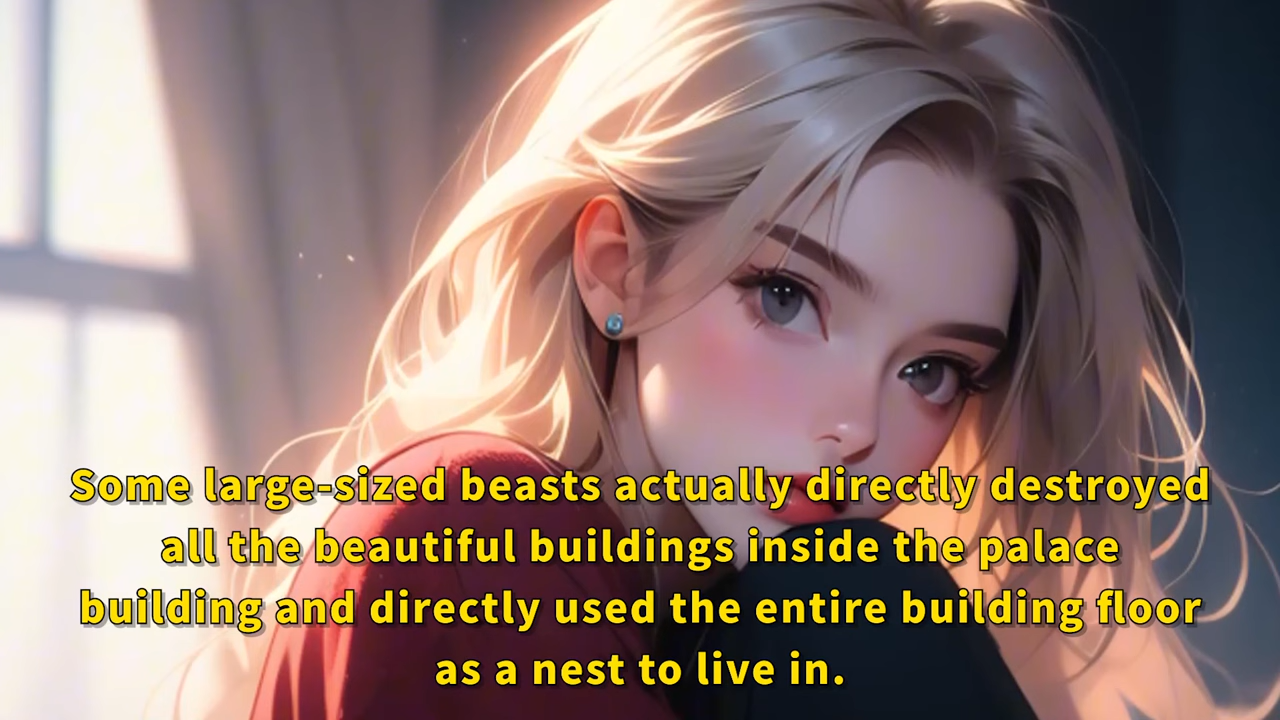 Some large-sized beasts actually directly destroyed
all the beautiful buildings inside the palace
building and directly used the entire building floor
as a nest to live in.